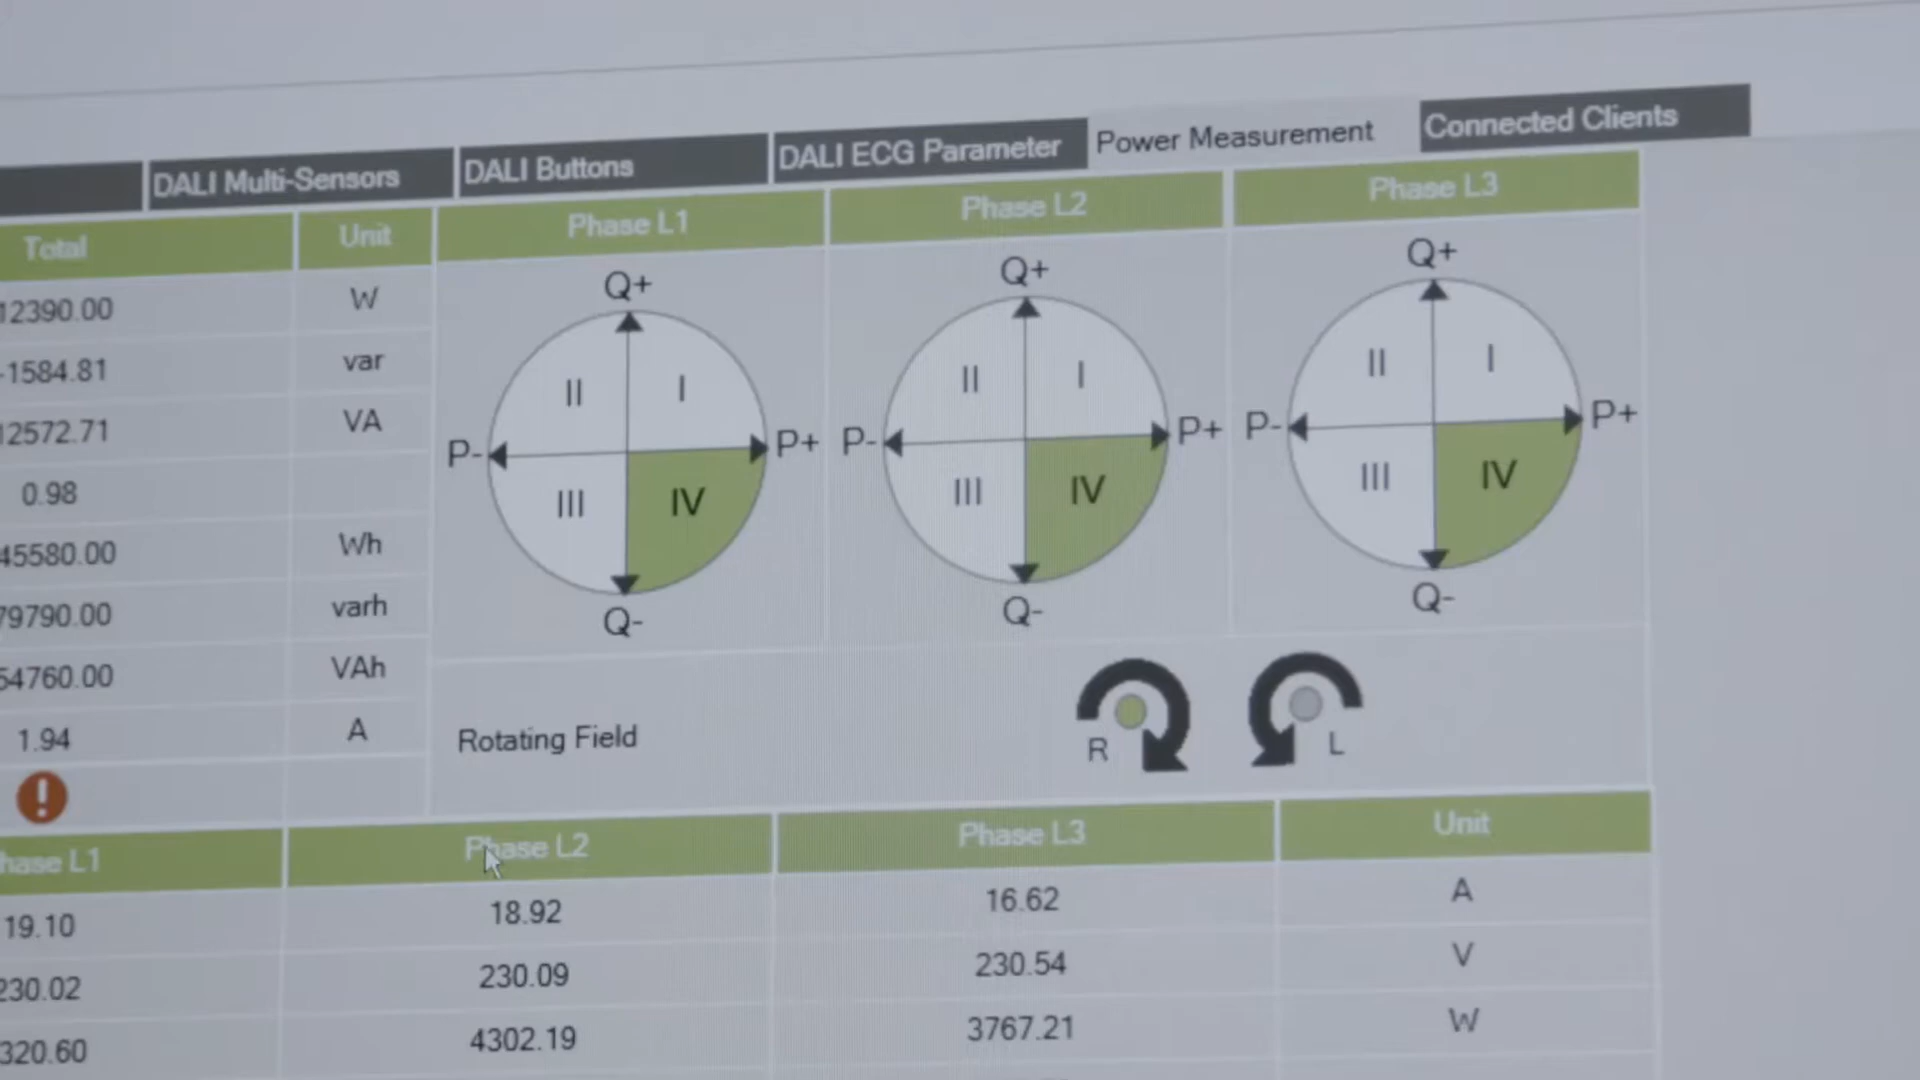 DALI Multi-Sensors DALI Buttons DALI ECG Parameter Power Measurement Connected Clients
Total Unit Phase L1 Phase L2 Phase L3
12390.00 W
-1584.81 var
12572.71 VA
0.98
45580.00 Wh
79790.00 varh
54760.00 VAh
1.94 A
Q+ Q+ Q+
II I II I II I
P- P+ P- P+ P- P+
III IV III IV III IV
Q- Q- Q-
Rotating Field R L
Phase L2 Phase L3 Unit
19.10 18.92 16.62 A
230.02 230.09 230.54 V
320.60 4302.19 3767.21 W